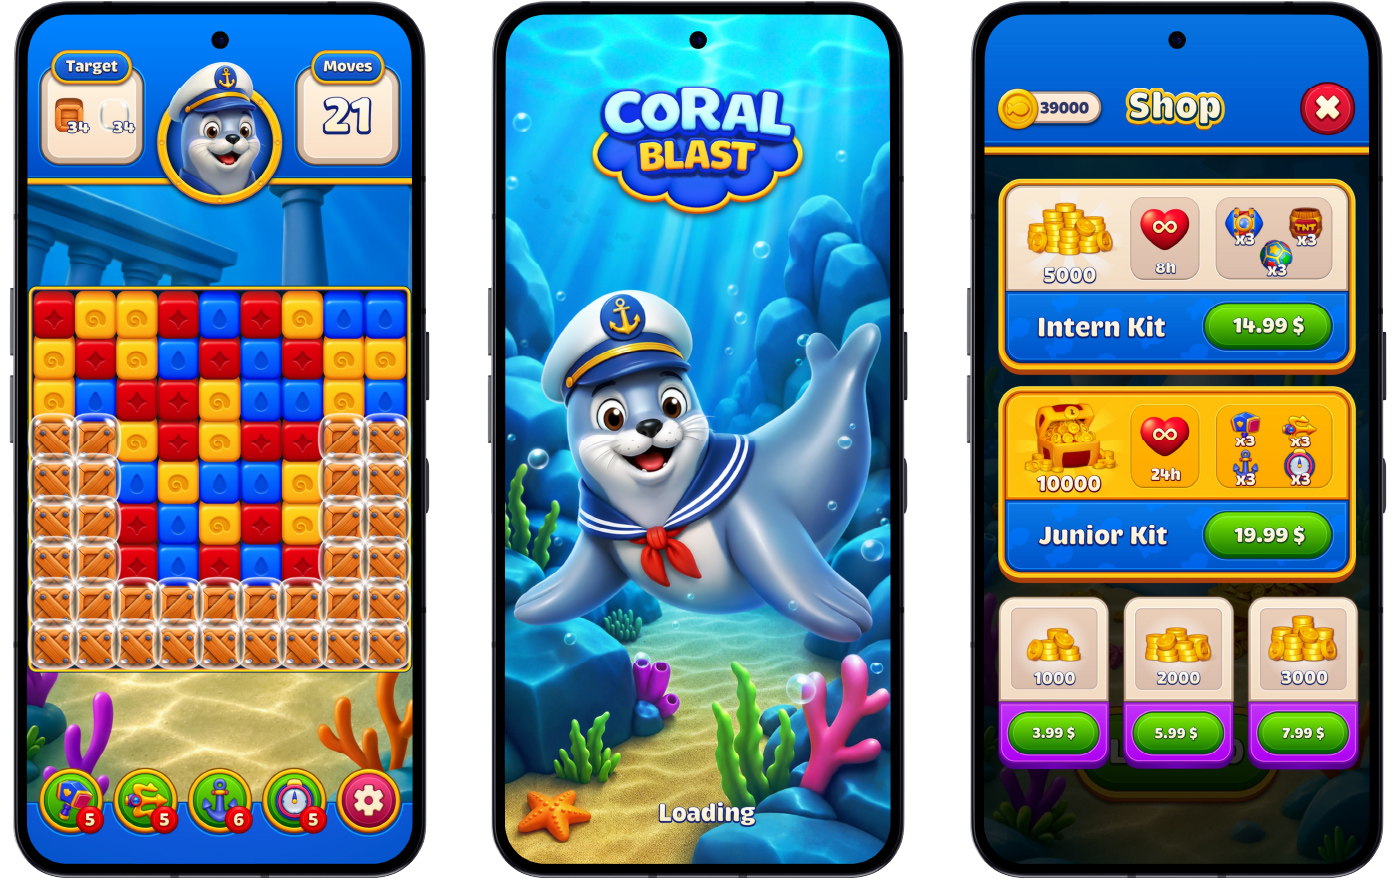 Target
Moves
34
34
21
5
5
6
5
CORAL
BLAST
Loading
39000
Shop
5000
8h
x3
TNT
x3
x3
Intern Kit
14.99 $
10000
24h
x3
x3
x3
x3
Junior Kit
19.99 $
1000
2000
3000
3.99 $
5.99 $
7.99 $